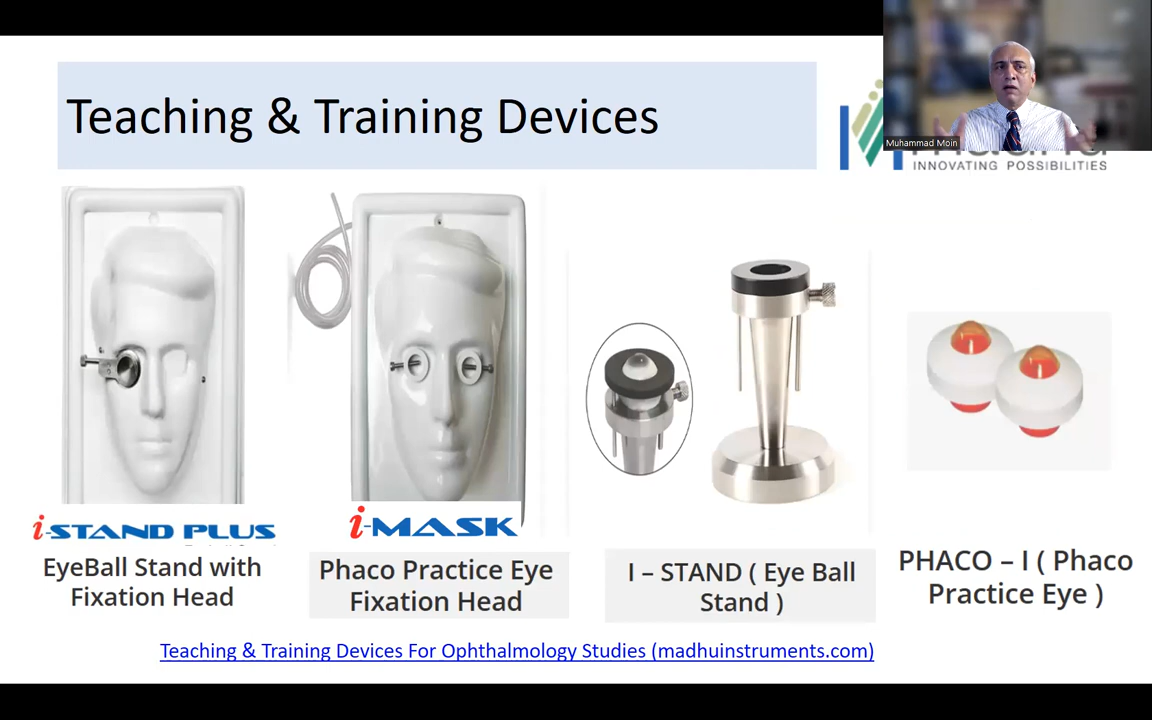 Teaching & Training Devices
Muhammad Moin
INNOVATING POSSIBILITIES
i-STAND PLUS
EyeBall Stand with
Fixation Head
i-MASK
Phaco Practice Eye
Fixation Head
I – STAND ( Eye Ball
Stand )
PHACO – I ( Phaco
Practice Eye )
Teaching & Training Devices For Ophthalmology Studies (madhuinstruments.com)